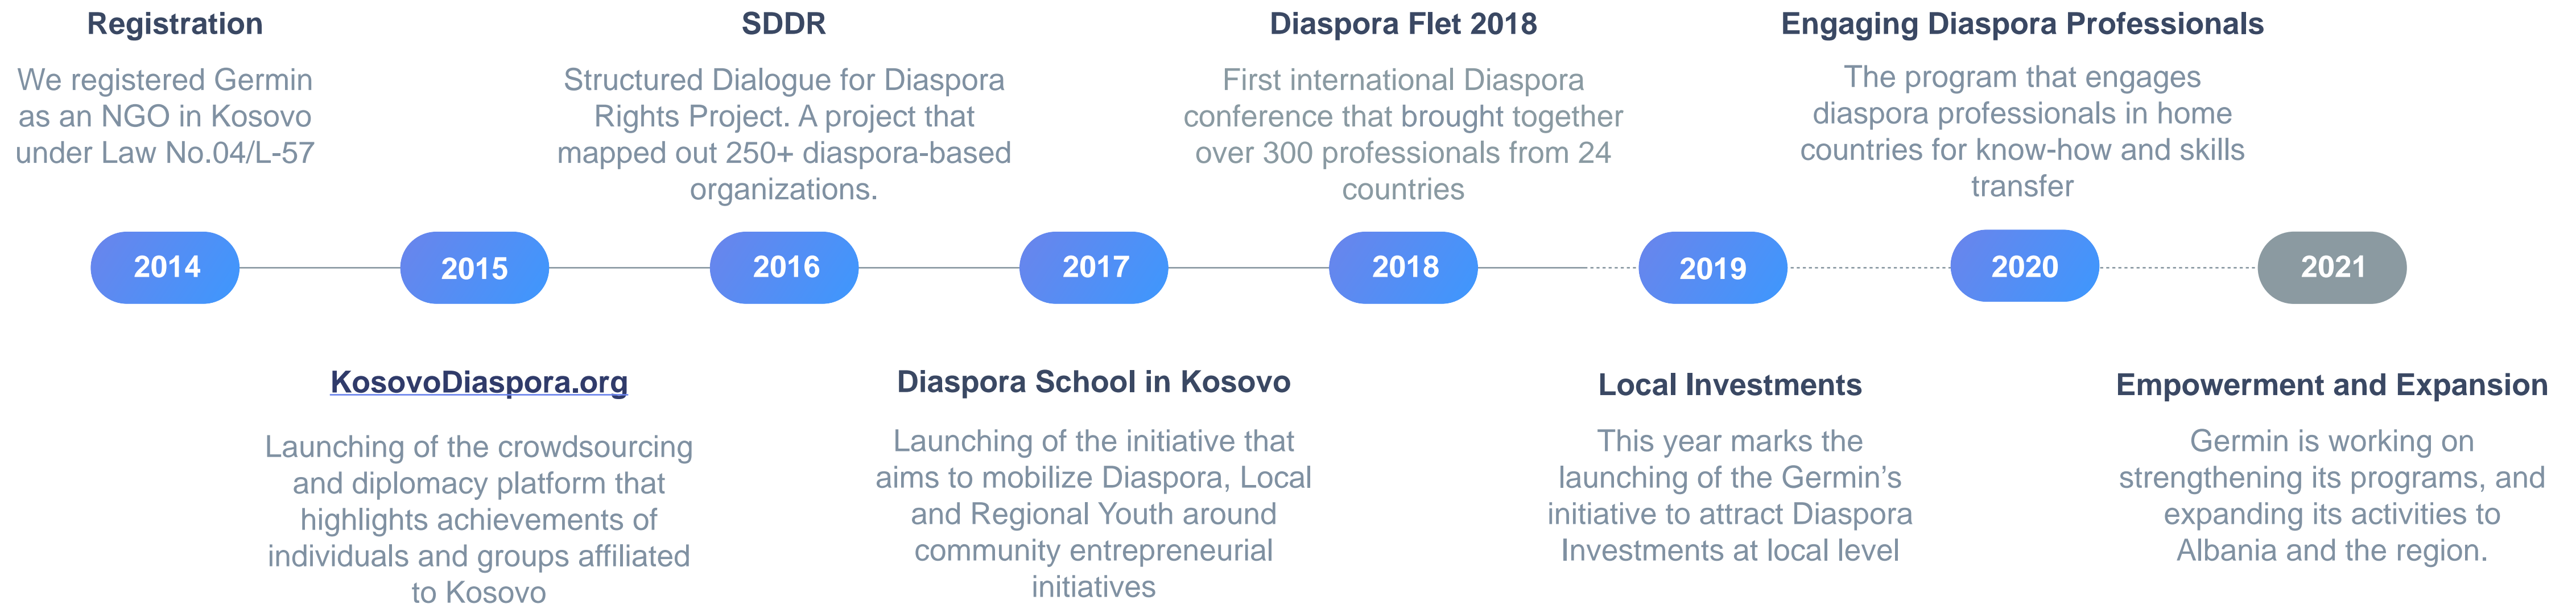 Registration
We registered Germin
as an NGO in Kosovo
under Law No.04/L-57
SDDR
Structured Dialogue for Diaspora
Rights Project. A project that
mapped out 250+ diaspora-based
organizations.
Diaspora Flet 2018
First international Diaspora
conference that brought together
over 300 professionals from 24
countries
Engaging Diaspora Professionals
The program that engages
diaspora professionals in home
countries for know-how and skills
transfer
2014
2015
2016
2017
2018
2019
2020
2021
KosovoDiaspora.org
Launching of the crowdsourcing
and diplomacy platform that
highlights achievements of
individuals and groups affiliated
to Kosovo
Diaspora School in Kosovo
Launching of the initiative that
aims to mobilize Diaspora, Local
and Regional Youth around
community entrepreneurial
initiatives
Local Investments
This year marks the
launching of the Germin’s
initiative to attract Diaspora
Investments at local level
Empowerment and Expansion
Germin is working on
strengthening its programs, and
expanding its activities to
Albania and the region.